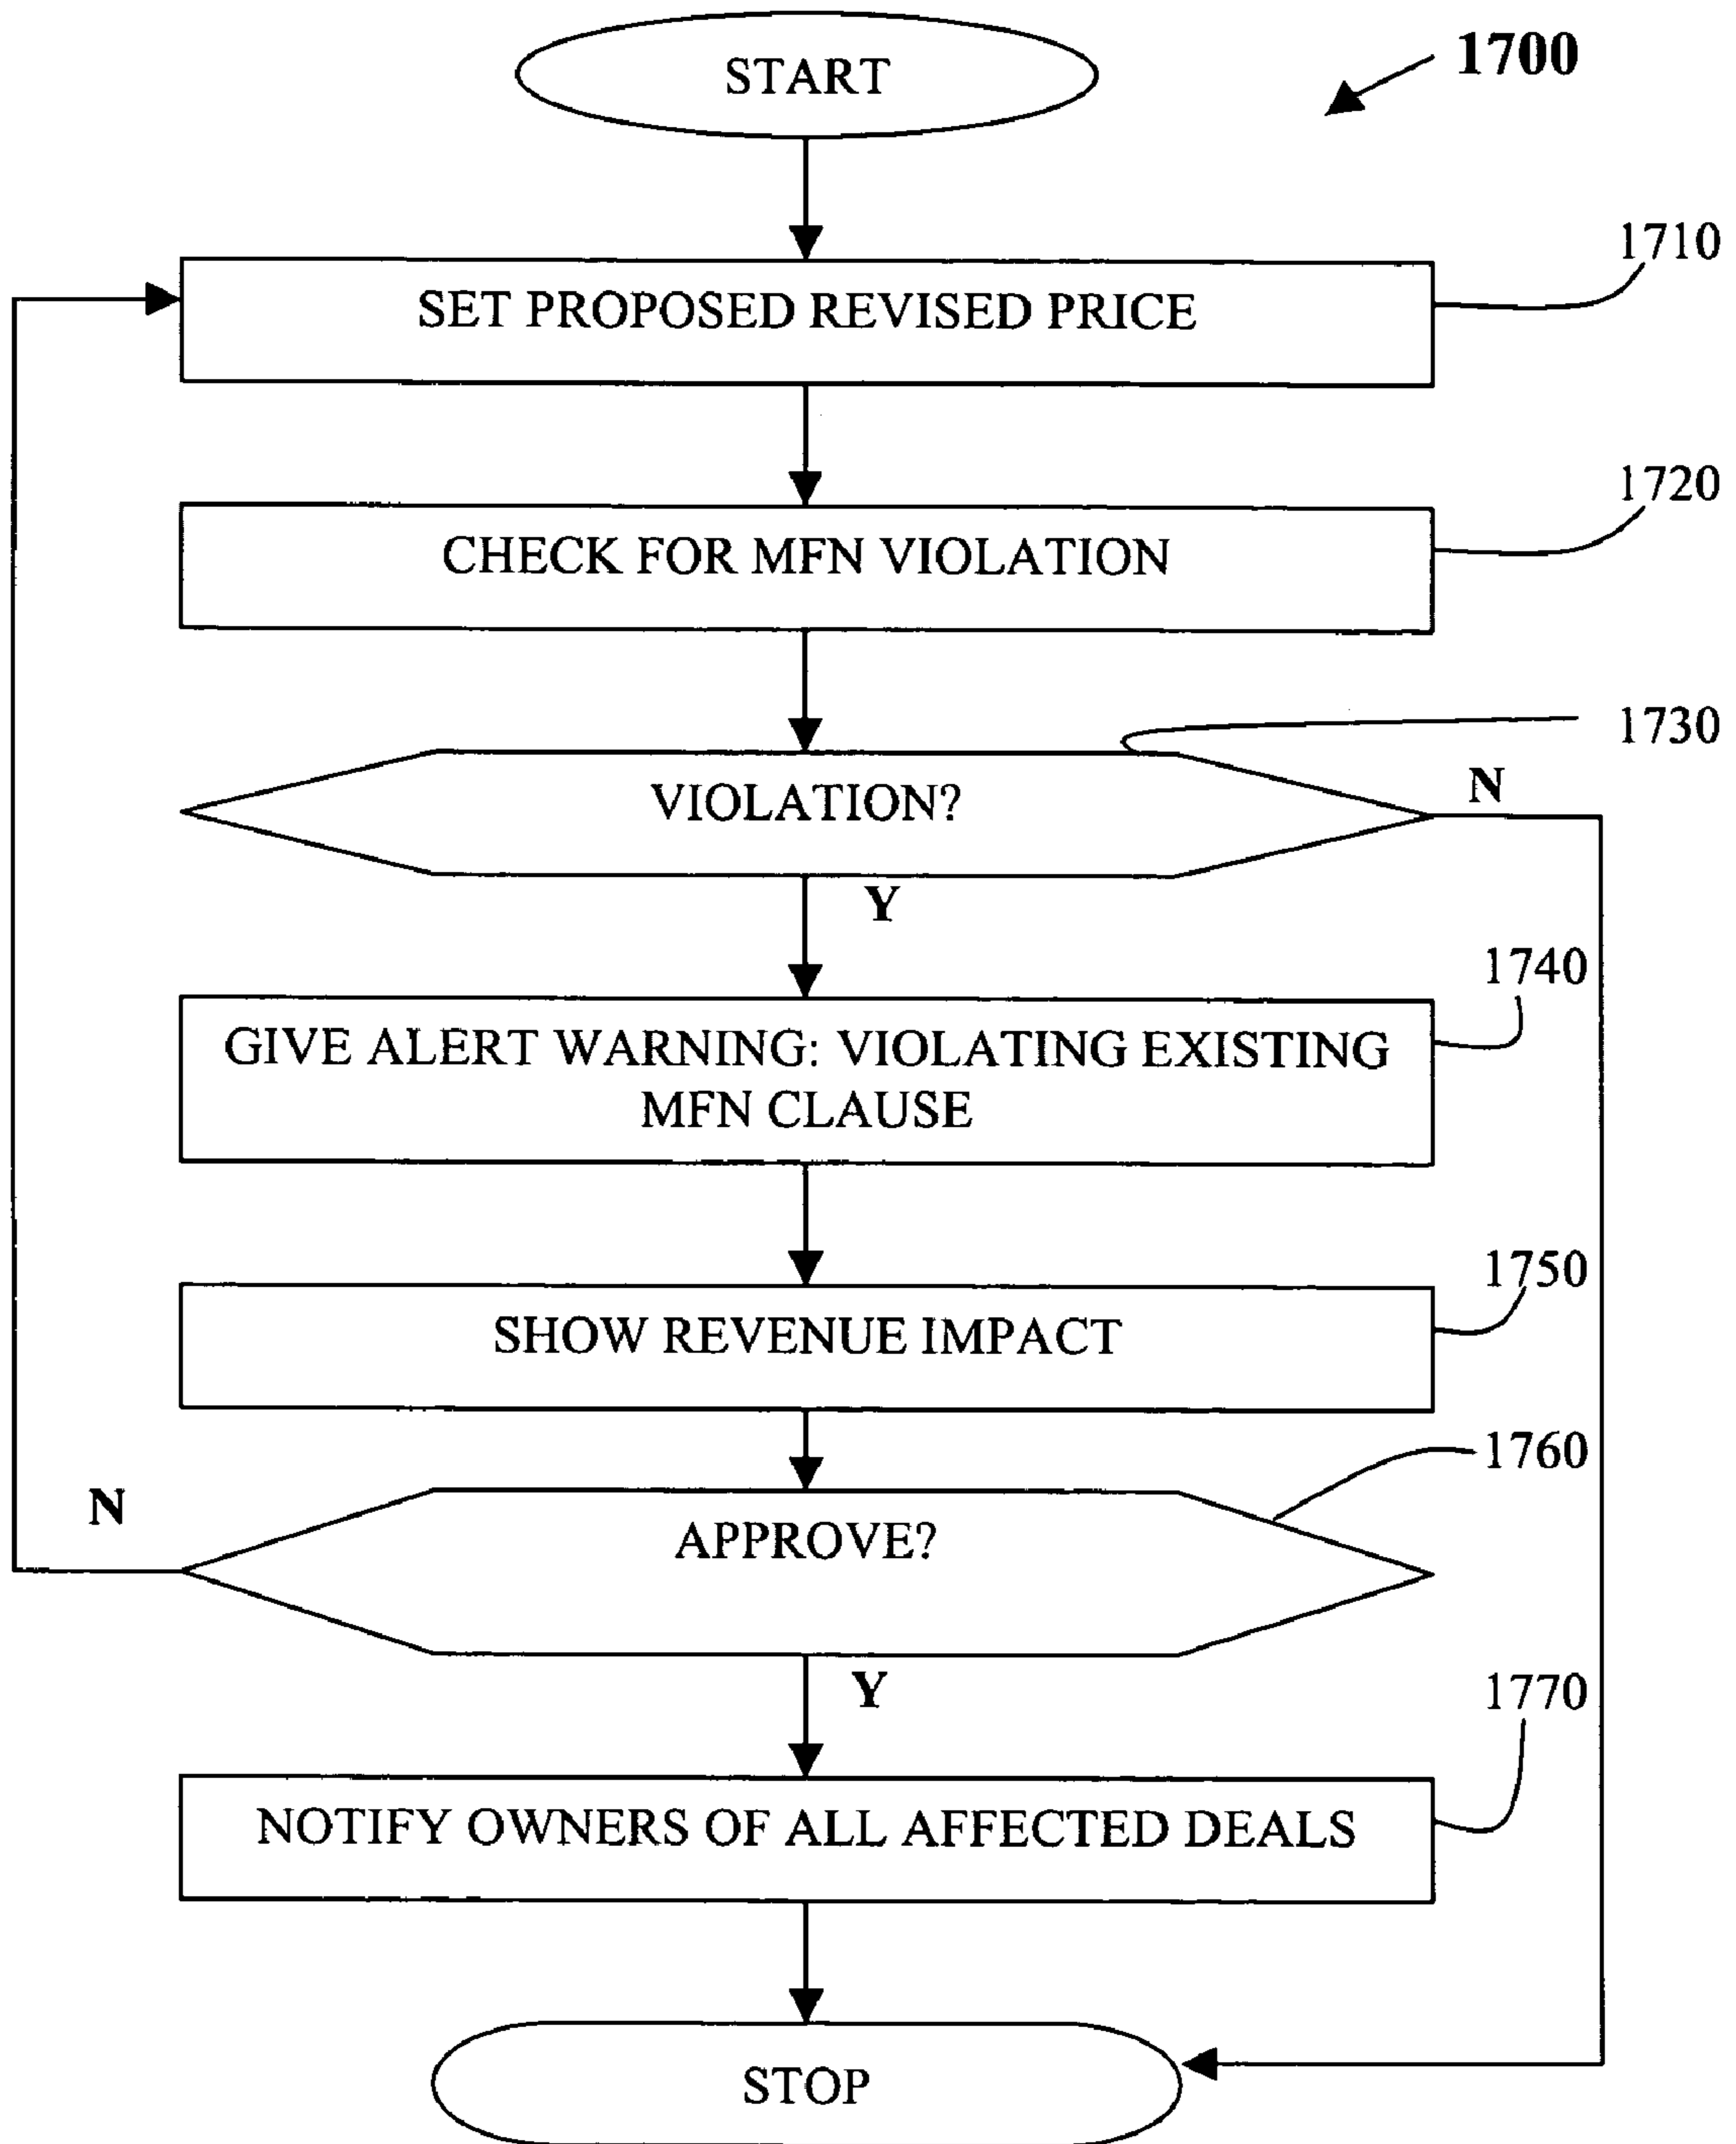 START
1700
1710
SET PROPOSED REVISED PRICE
1720
CHECK FOR MFN VIOLATION
1730
VIOLATION?
N
Y
1740
GIVE ALERT WARNING: VIOLATING EXISTING
MFN CLAUSE
1750
SHOW REVENUE IMPACT
1760
N
APPROVE?
Y
1770
NOTIFY OWNERS OF ALL AFFECTED DEALS
STOP